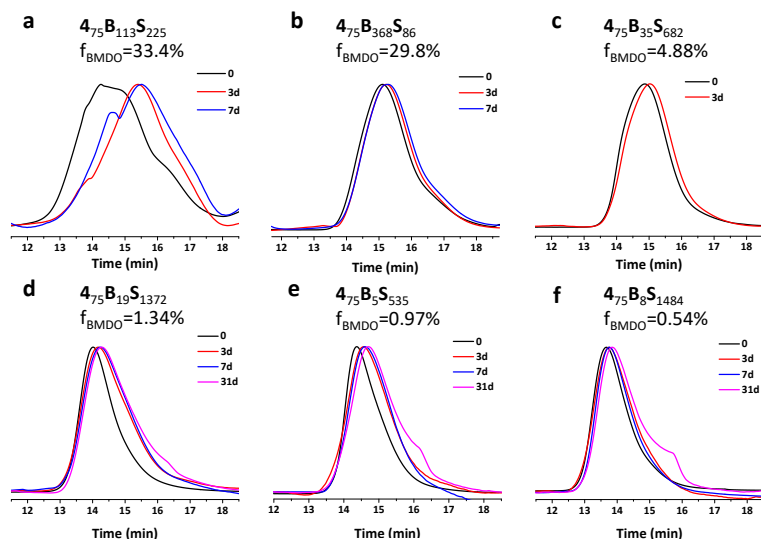 a
4₇₅B₁₁₃S₂₂₅
f_BMDO=33.4%
0
3d
7d
12 13 14 15 16 17 18
Time (min)
b
4₇₅B₃₆₈S₈₆
f_BMDO=29.8%
0
3d
7d
12 13 14 15 16 17 18
Time (min)
c
4₇₅B₃₅S₆₈₂
f_BMDO=4.88%
0
3d
12 13 14 15 16 17 18
Time (min)
d
4₇₅B₁₉S₁₃₇₂
f_BMDO=1.34%
0
3d
7d
31d
12 13 14 15 16 17 18
Time (min)
e
4₇₅B₅S₅₃₅
f_BMDO=0.97%
0
3d
7d
31d
12 13 14 15 16 17 18
Time (min)
f
4₇₅B₈S₁₄₈₄
f_BMDO=0.54%
0
3d
7d
31d
12 13 14 15 16 17 18
Time (min)